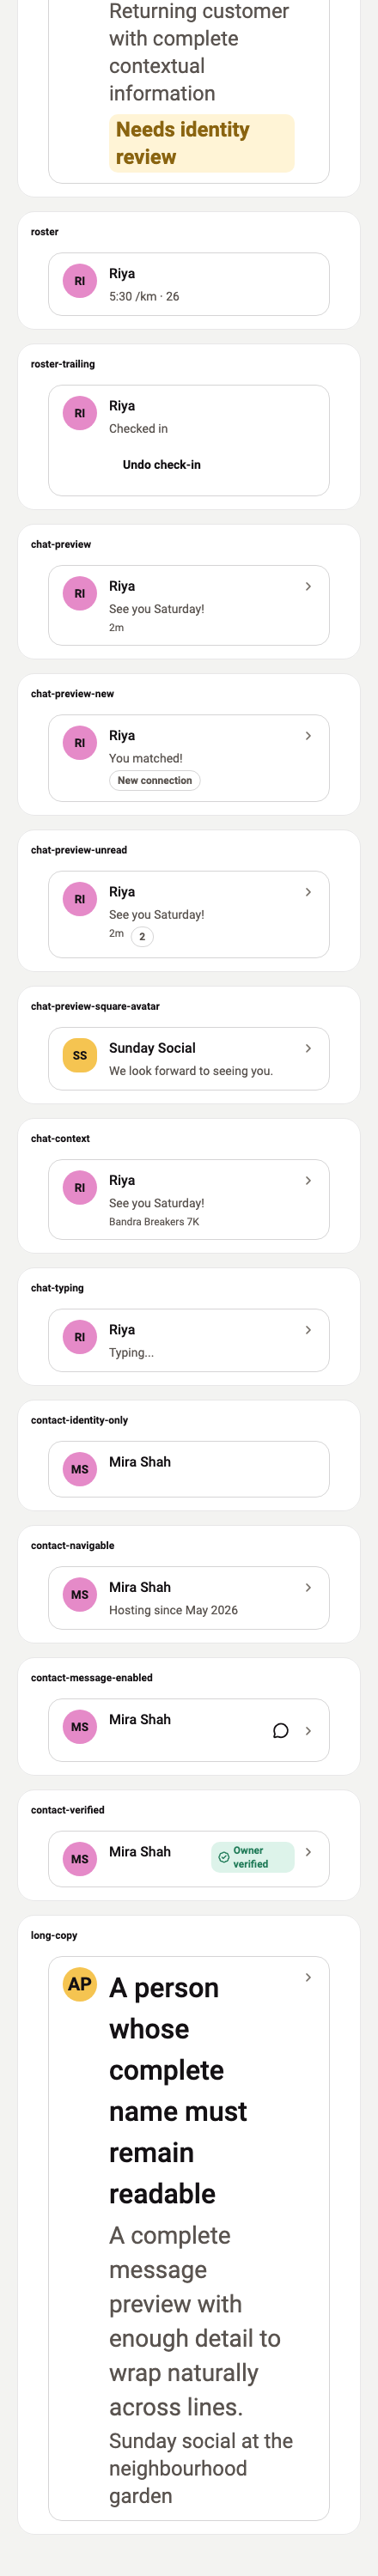 Returning customer
with complete
contextual
information
Needs identity
review
roster
RI
Riya
5:30 /km · 26
roster-trailing
RI
Riya
Checked in
Undo check-in
chat-preview
RI
Riya
See you Saturday!
2m
chat-preview-new
RI
Riya
You matched!
New connection
chat-preview-unread
RI
Riya
See you Saturday!
2m 2
chat-preview-square-avatar
SS
Sunday Social
We look forward to seeing you.
chat-context
RI
Riya
See you Saturday!
Bandra Breakers 7K
chat-typing
RI
Riya
Typing...
contact-identity-only
MS
Mira Shah
contact-navigable
MS
Mira Shah
Hosting since May 2026
contact-message-enabled
MS
Mira Shah
contact-verified
MS
Mira Shah
Owner
verified
long-copy
AP
A person
whose
complete
name must
remain
readable
A complete
message
preview with
enough detail to
wrap naturally
across lines.
Sunday social at the
neighbourhood
garden